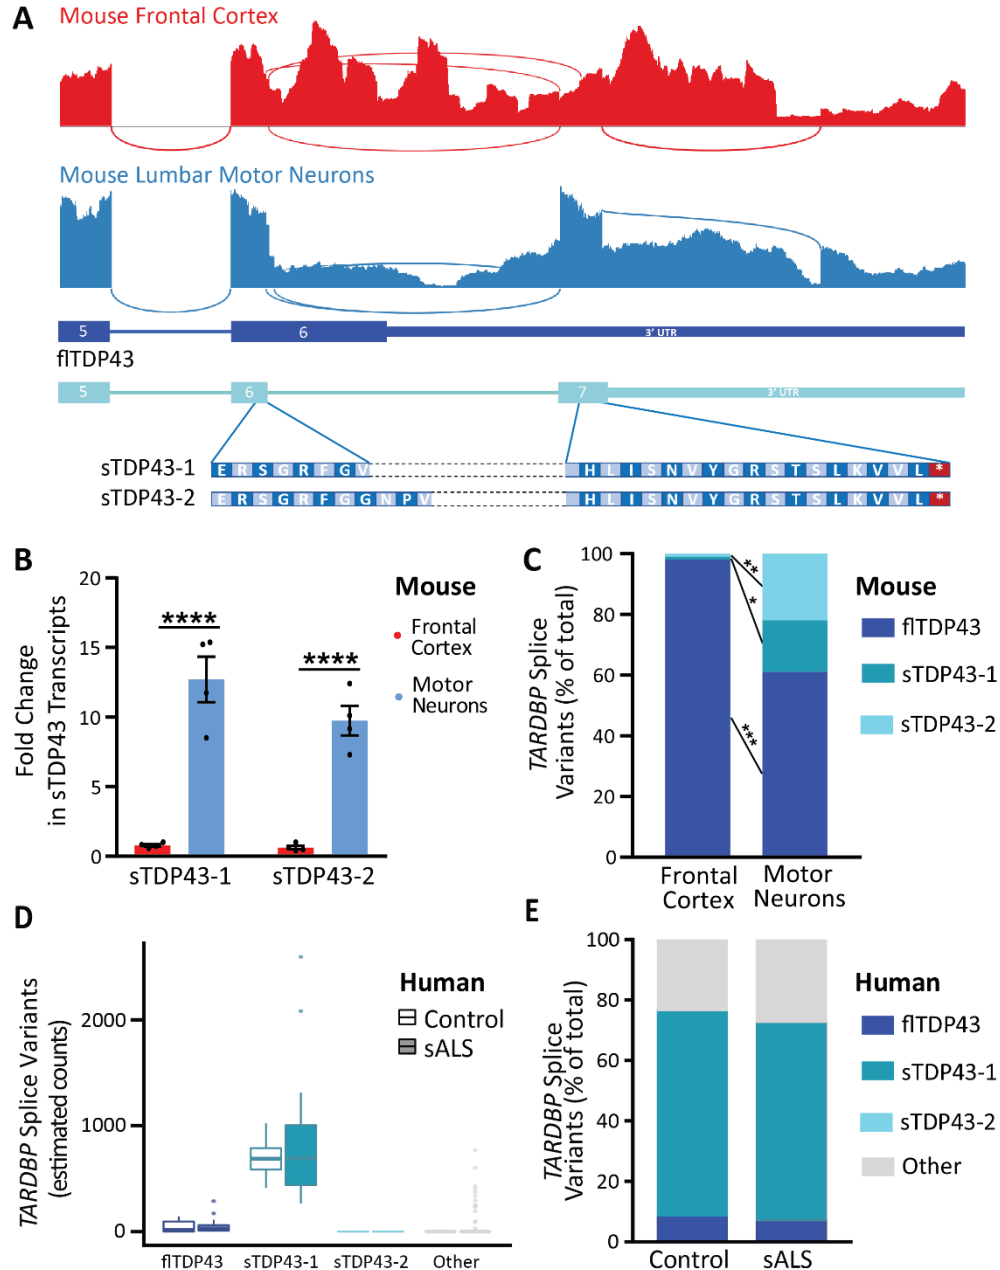 A
Mouse Frontal Cortex
Mouse Lumbar Motor Neurons
5 6 3' UTR
flTDP43
5 6 7 3' UTR
sTDP43-1 E R S G R F G V H L I S N V Y G R S T S L K V V L *
sTDP43-2 E R S G R F G G N P V H L I S N V Y G R S T S L K V V L *
B
Fold Change
in sTDP43 Transcripts
20
15
10
5
0
****
****
sTDP43-1
sTDP43-2
Mouse
Frontal
Cortex
Motor
Neurons
C
TARDBP Splice
Variants (% of total)
100
80
60
40
20
0
**
*
***
Frontal
Cortex
Motor
Neurons
Mouse
flTDP43
sTDP43-1
sTDP43-2
D
TARDBP Splice Variants
(estimated counts)
2000
1000
0
flTDP43
sTDP43-1
sTDP43-2
Other
Human
Control
sALS
E
TARDBP Splice
Variants (% of total)
100
80
60
40
20
0
Control
sALS
Human
flTDP43
sTDP43-1
sTDP43-2
Other